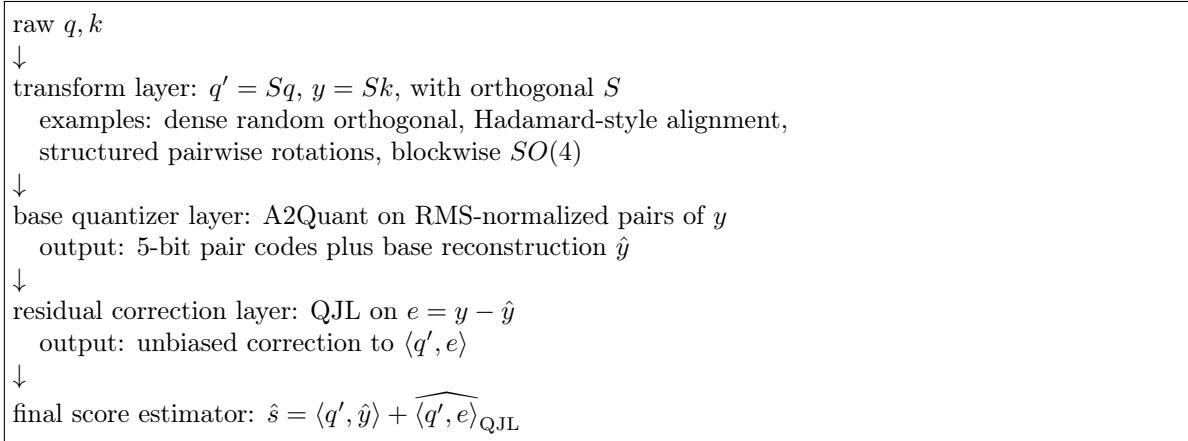 raw q, k
↓
transform layer: q′ = Sq, y = Sk, with orthogonal S
examples: dense random orthogonal, Hadamard-style alignment,
structured pairwise rotations, blockwise SO(4)
↓
base quantizer layer: A2Quant on RMS-normalized pairs of y
output: 5-bit pair codes plus base reconstruction ŷ
↓
residual correction layer: QJL on e = y − ŷ
output: unbiased correction to ⟨q′, e⟩
↓
final score estimator: ŝ = ⟨q′, ŷ⟩ + \widehat{⟨q′, e⟩}_{QJL}